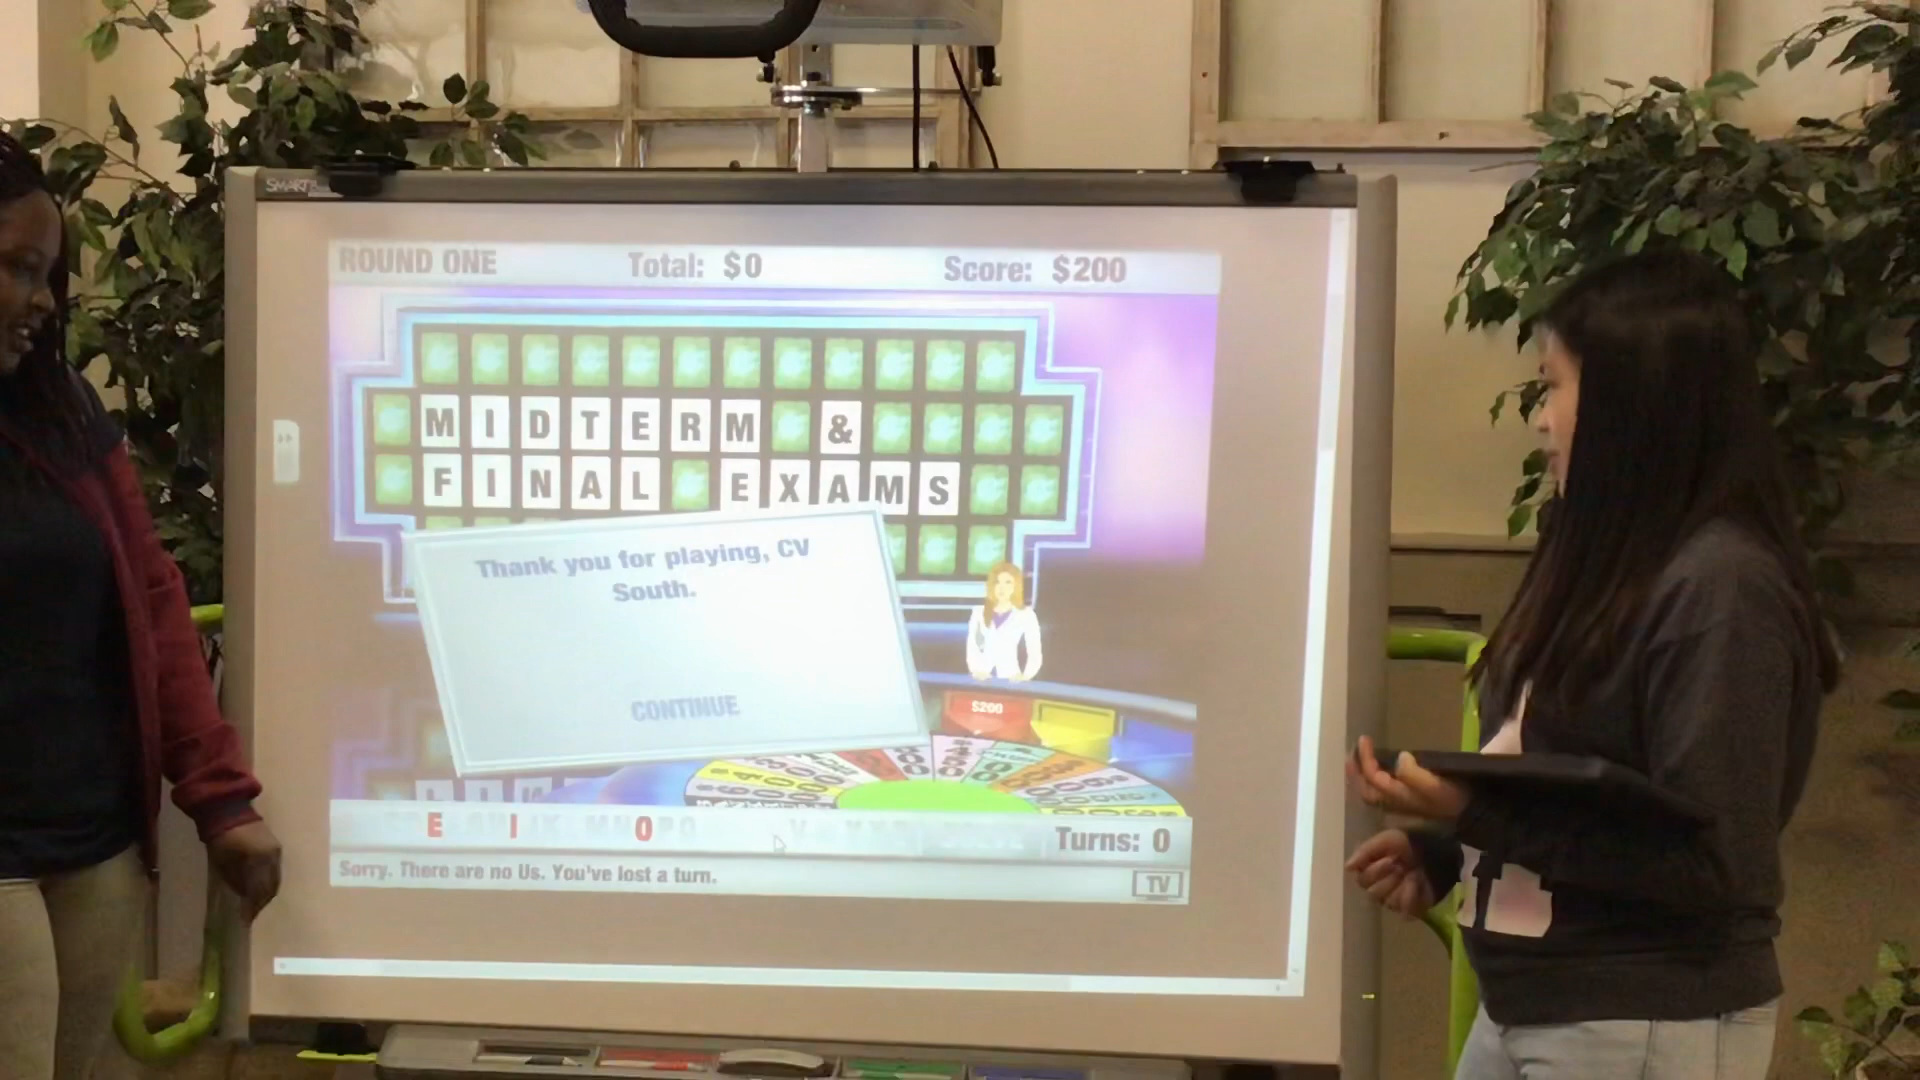 SMART
ROUND ONE Total: $0 Score: $200
MIDTERM &
FINAL EXAMS
Thank you for playing, CV
South.
CONTINUE
$200
E I O
Turns: 0
Sorry. There are no Us. You've lost a turn.
TV